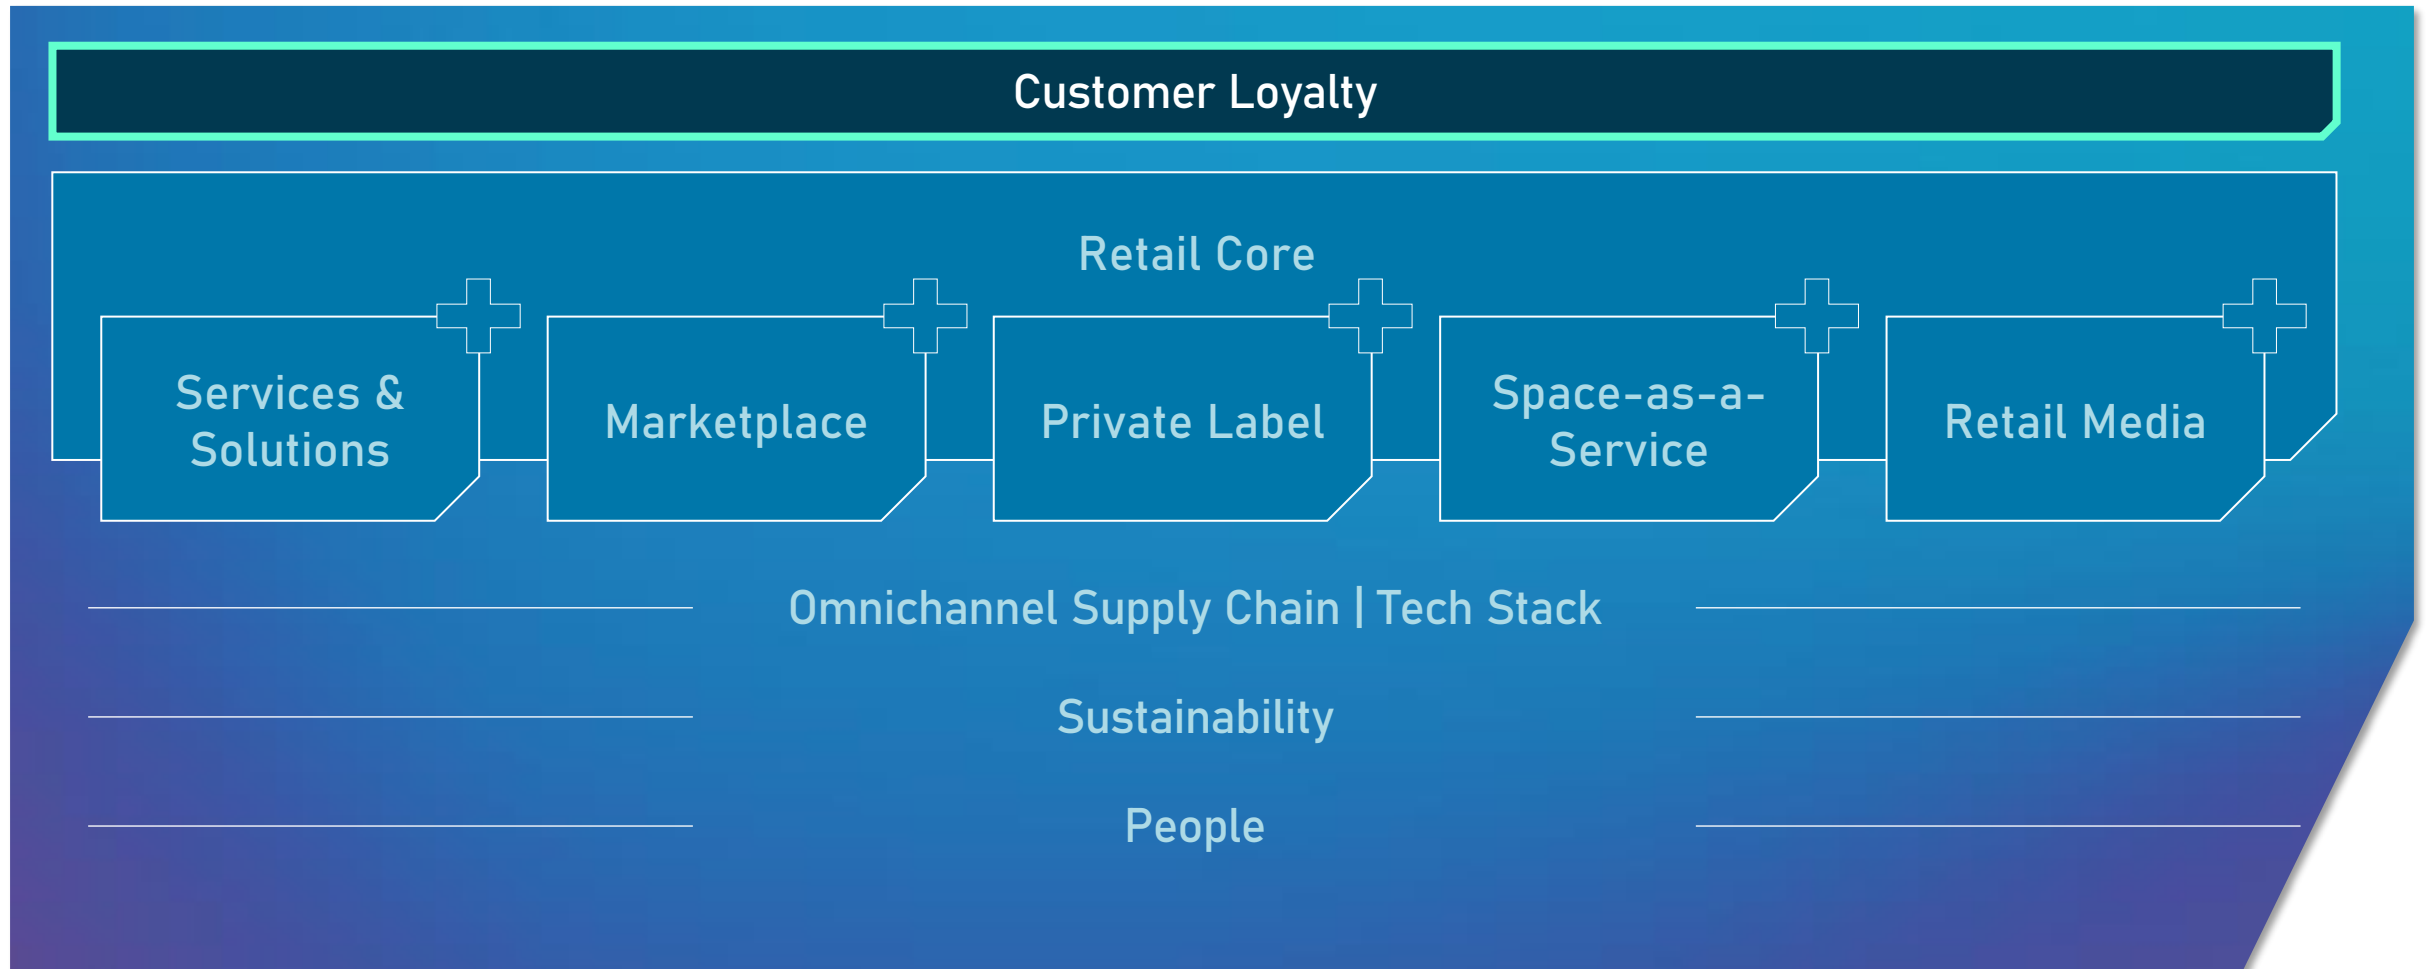 Customer Loyalty
Retail Core
Services &
Solutions
Marketplace
Private Label
Space-as-a-
Service
Retail Media
Omnichannel Supply Chain | Tech Stack
Sustainability
People